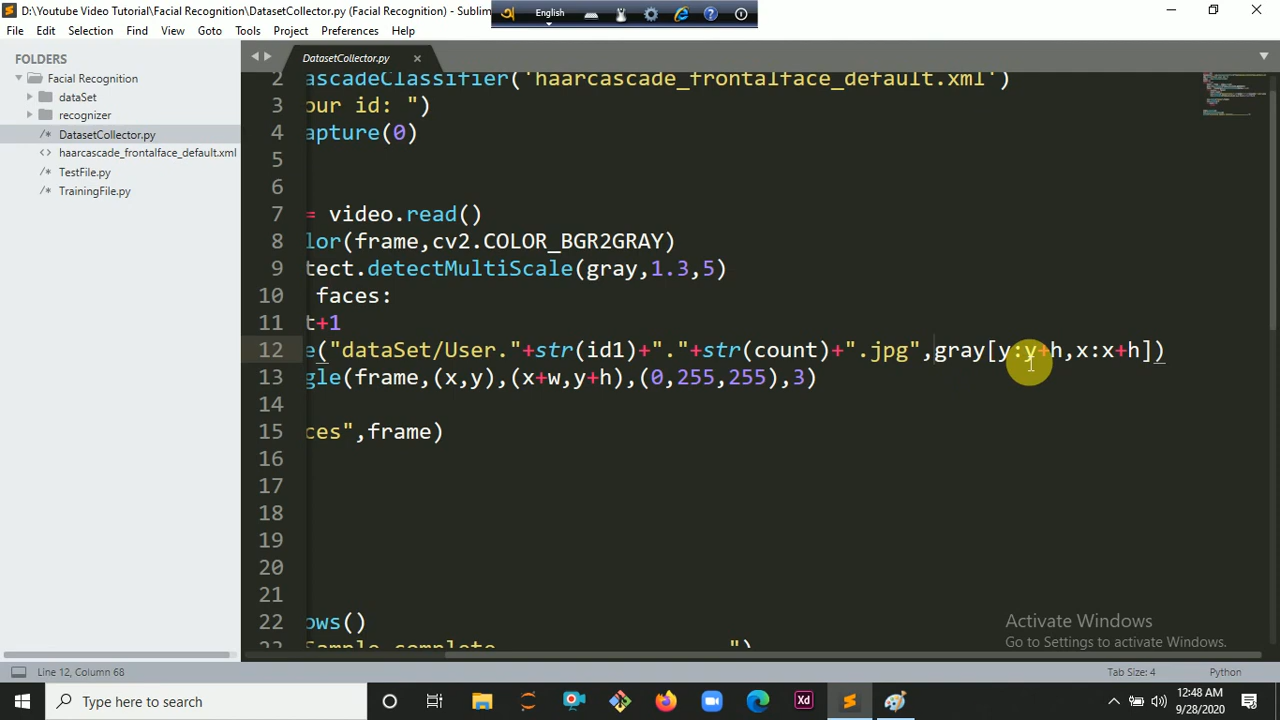 D:\Youtube Video Tutorial\Facial Recognition\DatasetCollector.py (Facial Recognition) - Sublim
English
File Edit Selection Find View Goto Tools Project Preferences Help
FOLDERS
Facial Recognition
dataSet
recognizer
DatasetCollector.py
haarcascade_frontalface_default.xml
TestFile.py
TrainingFile.py
DatasetCollector.py
2 ascadeClassifier('haarcascade_frontalface_default.xml')
3 our id: ")
4 apture(0)
5
6
7 = video.read()
8 lor(frame,cv2.COLOR_BGR2GRAY)
9 tect.detectMultiScale(gray,1.3,5)
10 faces:
11 t+1
12 e("dataSet/User."+str(id1)+"."+str(count)+".jpg",gray[y:y+h,x:x+h])
13 gle(frame,(x,y),(x+w,y+h),(0,255,255),3)
14
15 ces",frame)
16
17
18
19
20
21
22 ows()
23 Sample complete ")
Activate Windows
Go to Settings to activate Windows.
Line 12, Column 68
Tab Size: 4
Python
Type here to search
Xd
12:48 AM
9/28/2020